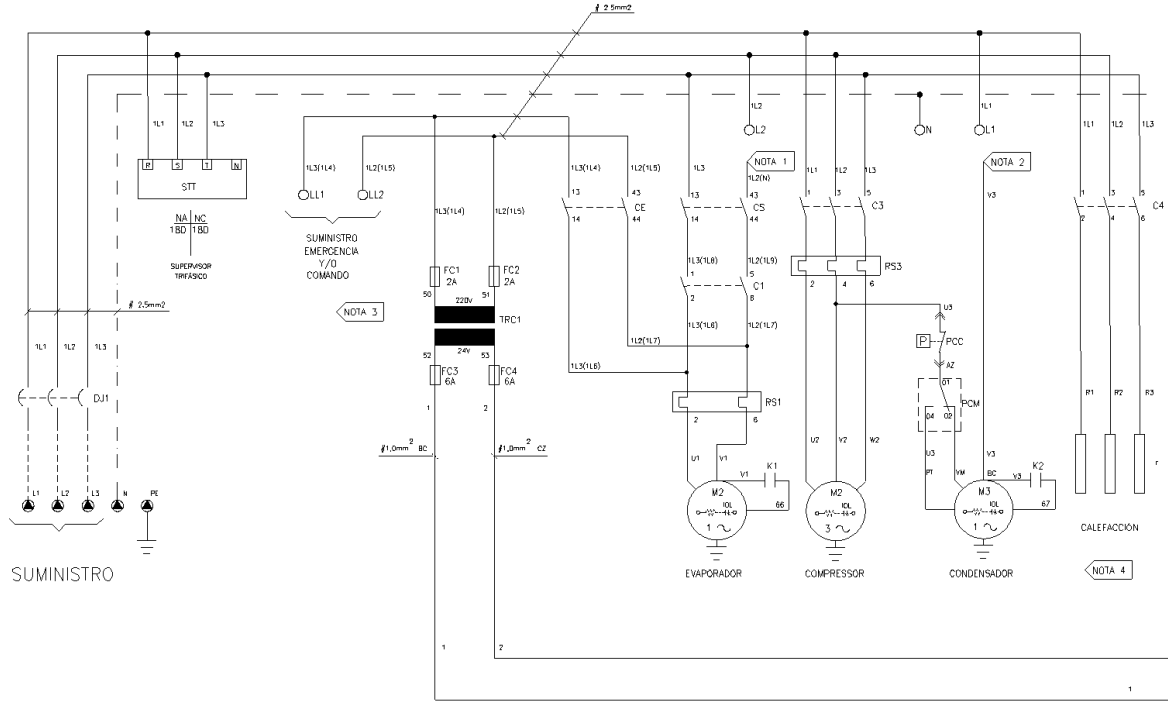 ∮ 2.5mm2
1L1
1L2
1L3
R
S
T
N
STT
NA NC
18D 18D
SUPERVISOR
TRIFÁSICO
1L3(1L4)
1L2(1L5)
LL1
LL2
SUMINISTRO
EMERGENCIA
Y/O
COMANDO
∮ 2.5mm2
1L1
1L2
1L3
DJ1
L1
L2
L3
N
PE
SUMINISTRO
NOTA 3
1L3(1L4)
1L2(1L5)
FC1
2A
FC2
2A
50
51
220V
TRC1
24V
52
53
FC3
6A
FC4
6A
1
2
∮1,0mm² BC
∮1,0mm² CZ
1
2
1
1L3(1L4)
1L2(1L5)
13
43
CE
14
44
1L2(1L7)
1L3(1L6)
1L3
1L2
L2
NOTA 1
1L2(N)
13
43
CS
14
44
1L3(1L8)
1L2(1L9)
1
5
C1
2
6
1L3(1L6)
1L2(1L7)
RS1
2
6
U1
V1
V1
K1
66
M2
IOL
1
EVAPORADOR
1L1
1L2
1L3
1
3
5
C3
RS3
2
4
6
U2
V2
W2
M2
IOL
3
COMPRESSOR
N
1L1
L1
NOTA 2
V3
U3
P
PCC
AZ
01
PCM
04
02
U3
PT
VM
V3
BC
V3
K2
67
M3
IOL
1
CONDENSADOR
1L1
1L2
1L3
1
3
5
C4
2
4
6
R1
R2
R3
r
CALEFACCIÓN
NOTA 4